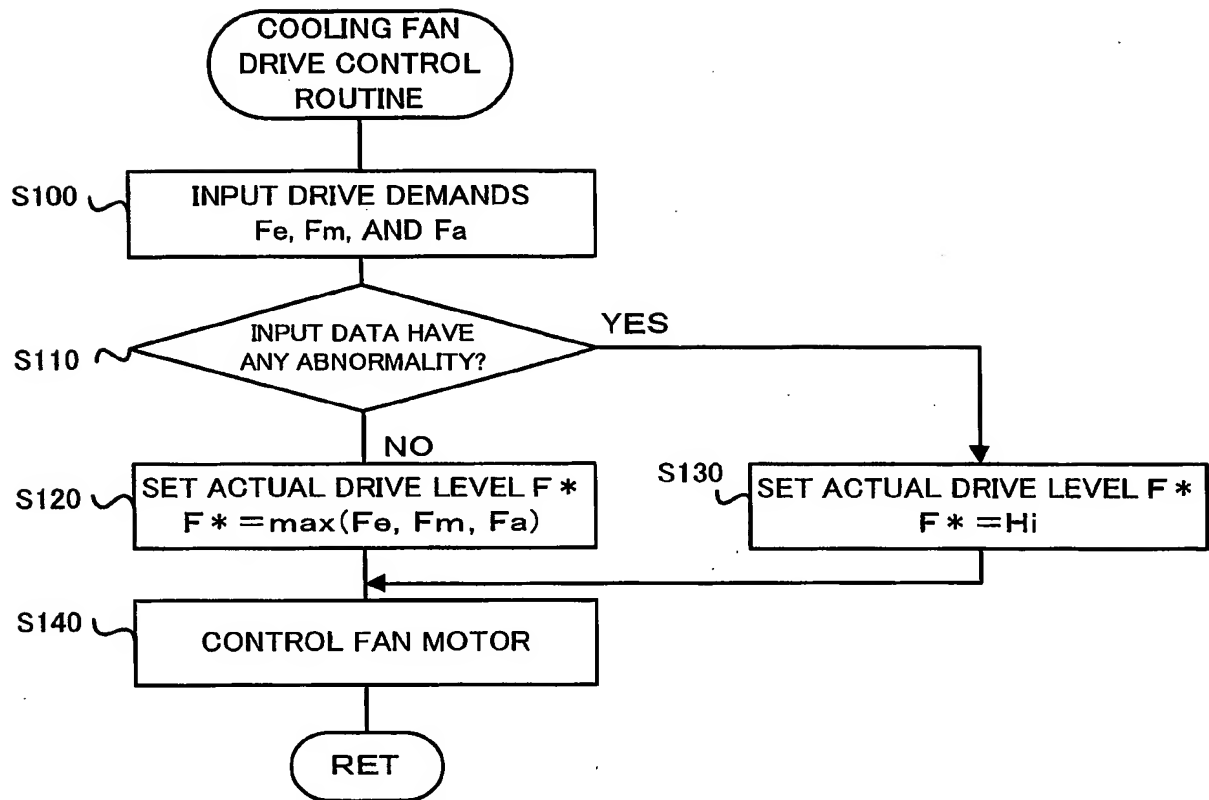 COOLING FAN
DRIVE CONTROL
ROUTINE
S100
INPUT DRIVE DEMANDS
Fe, Fm, AND Fa
S110
INPUT DATA HAVE
ANY ABNORMALITY?
YES
NO
S120
SET ACTUAL DRIVE LEVEL F*
F*=max(Fe, Fm, Fa)
S130
SET ACTUAL DRIVE LEVEL F*
F*=Hi
S140
CONTROL FAN MOTOR
RET